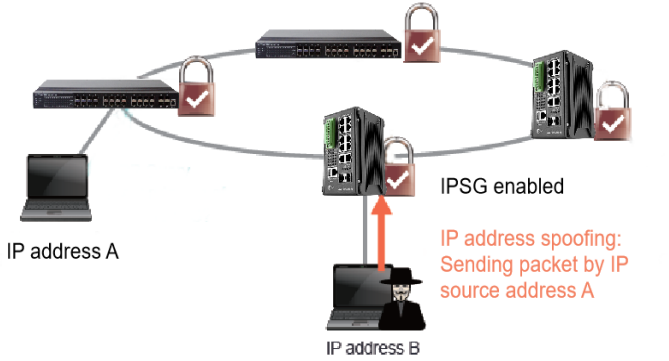 IP address A
IPSG enabled
IP address spoofing:
Sending packet by IP
source address A
IP address B